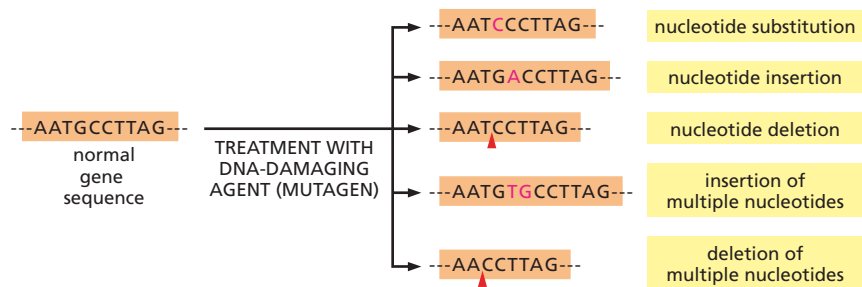 ---AATCCCTTAG---
nucleotide substitution
---AATGACCTTAG---
nucleotide insertion
---AATGCCTTAG---
normal
gene
sequence
TREATMENT WITH
DNA-DAMAGING
AGENT (MUTAGEN)
---AATCCTTAG---
nucleotide deletion
---AATGTGCCTTAG---
insertion of
multiple nucleotides
---AACCTTAG---
deletion of
multiple nucleotides